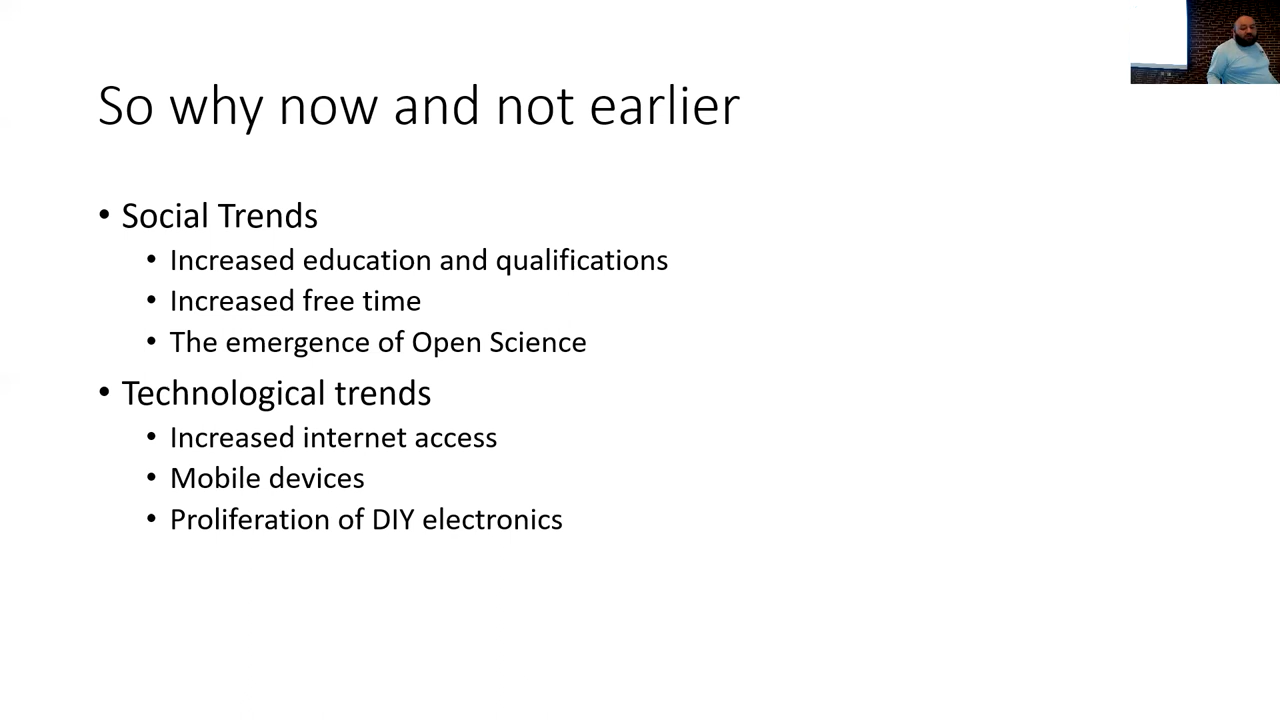 So why now and not earlier
• Social Trends
• Increased education and qualifications
• Increased free time
• The emergence of Open Science
• Technological trends
• Increased internet access
• Mobile devices
• Proliferation of DIY electronics